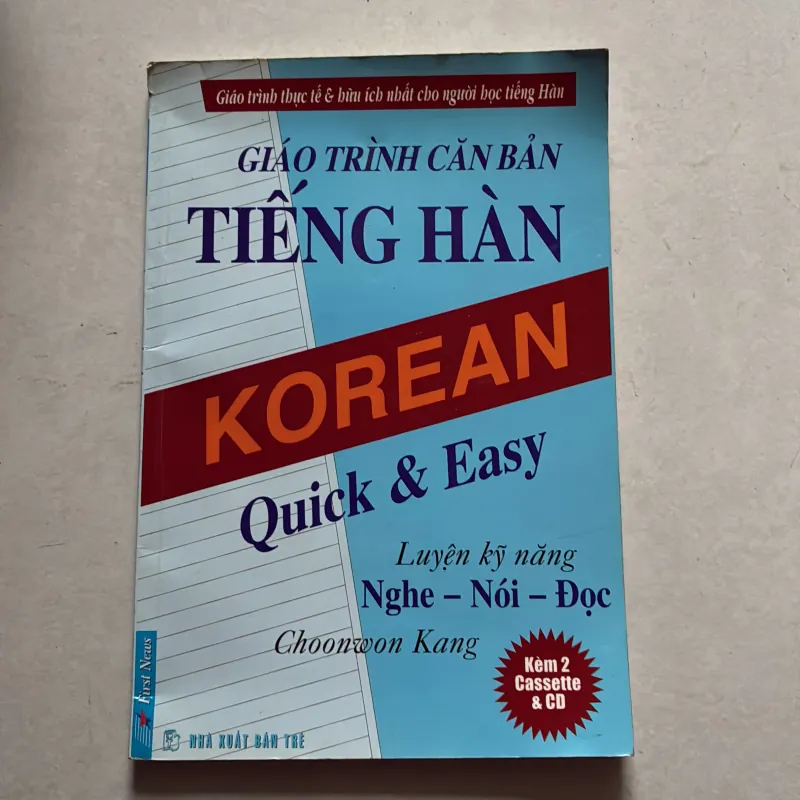 Giáo trình thực tế & hữu ích nhất cho người học tiếng Hàn
GIÁO TRÌNH CĂN BẢN
TIẾNG HÀN
KOREAN
Quick & Easy
Luyện kỹ năng
Nghe – Nói – Đọc
Choonwon Kang
Kèm 2
Cassette
& CD
First News
NHÀ XUẤT BẢN TRẺ